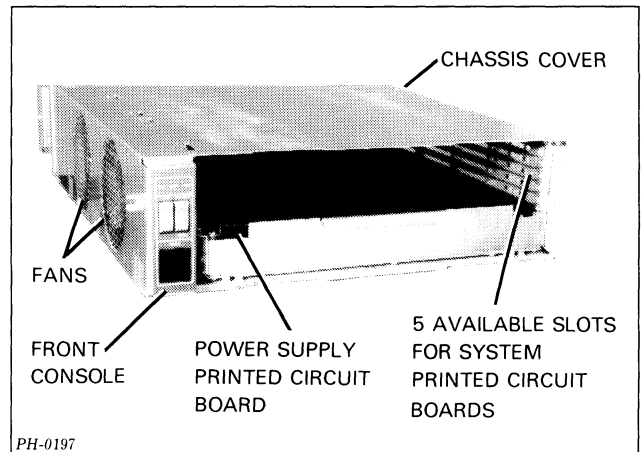 CHASSIS COVER
FANS
FRONT
CONSOLE
POWER SUPPLY
PRINTED CIRCUIT
BOARD
5 AVAILABLE SLOTS
FOR SYSTEM
PRINTED CIRCUIT
BOARDS
PH-0197